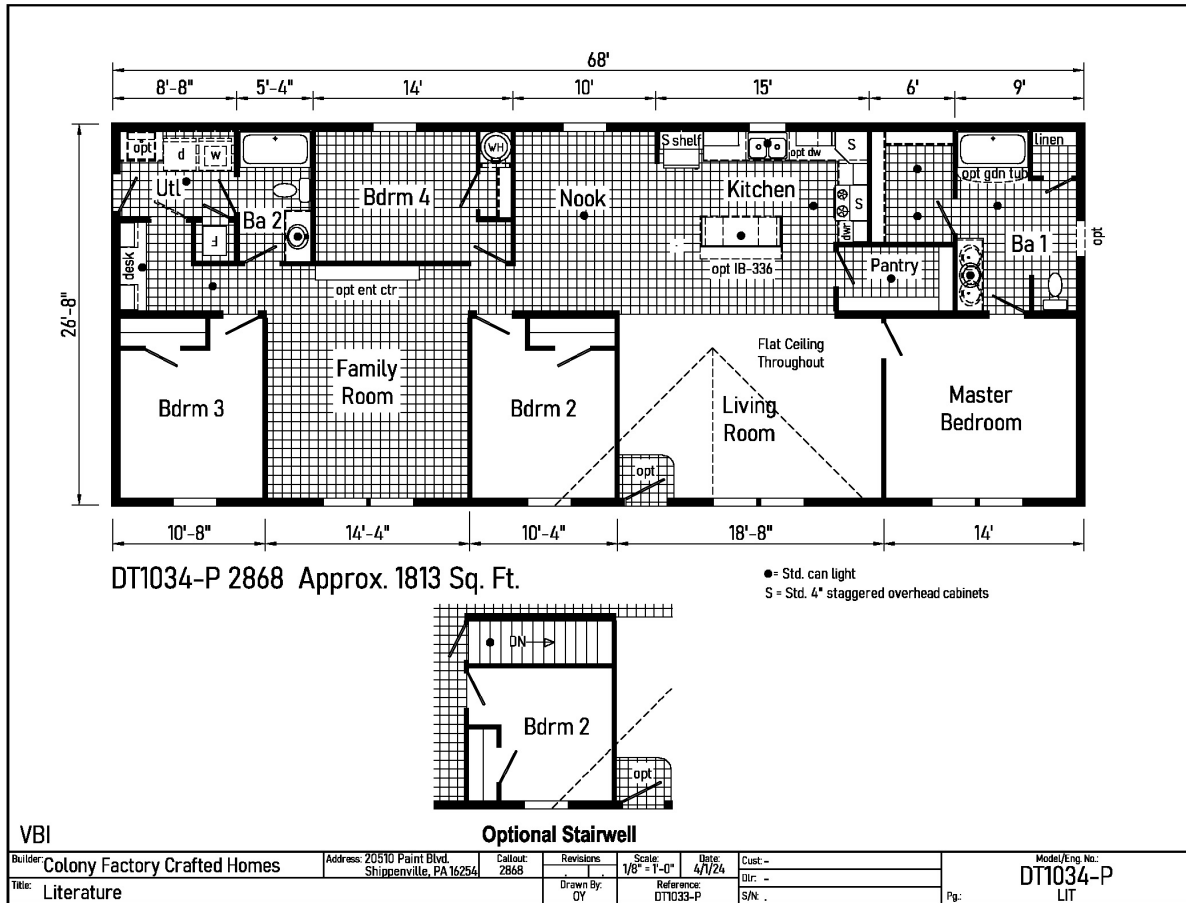 68'
8'-8" 5'-4" 14' 10' 15' 6' 9'
26'-8"
opt d w
Utl
Ba 2
F
desk
Bdrm 4
WH
opt ent ctr
Nook
S shelf
opt dw
S
Kitchen
S
dwr
opt IB-336
Pantry
linen
opt gdn tub
Ba 1
opt
Bdrm 3
Family
Room
Bdrm 2
Flat Ceiling
Throughout
Living
Room
opt
Master
Bedroom
10'-8" 14'-4" 10'-4" 18'-8" 14'
DT1034-P 2868 Approx. 1813 Sq. Ft.
●= Std. can light
S = Std. 4" staggered overhead cabinets
DN
Bdrm 2
opt
Optional Stairwell
VBI
Builder: Colony Factory Crafted Homes
Address: 20510 Paint Blvd.
Shippenville, PA 16254
Callout:
2868
Revisions
. .
Scale:
1/8" = 1'-0"
Date:
4/1/24
Cust: -
Dlr: -
S/N: .
Model/Eng. No.:
DT1034-P
Title: Literature
Drawn By:
OY
Reference:
DT1033-P
Pg.: LIT